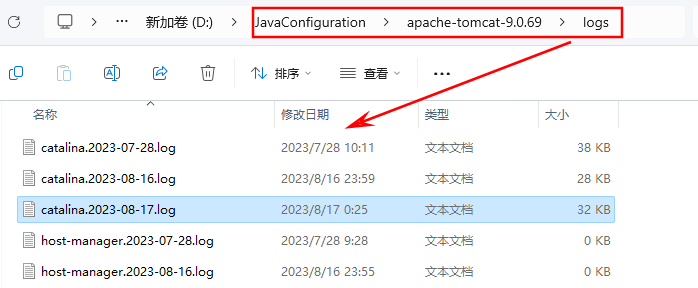 新加卷 (D:) JavaConfiguration apache-tomcat-9.0.69 logs
排序 查看
名称 修改日期 类型 大小
catalina.2023-07-28.log 2023/7/28 10:11 文本文档 38 KB
catalina.2023-08-16.log 2023/8/16 23:59 文本文档 28 KB
catalina.2023-08-17.log 2023/8/17 0:25 文本文档 32 KB
host-manager.2023-07-28.log 2023/7/28 9:28 文本文档 0 KB
host-manager.2023-08-16.log 2023/8/16 23:55 文本文档 0 KB